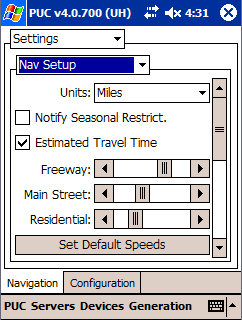 PUC v4.0.700 (UH) 4:31
Settings
Nav Setup
Units: Miles
Notify Seasonal Restrict.
Estimated Travel Time
Freeway:
Main Street:
Residential:
Set Default Speeds
Navigation Configuration
PUC Servers Devices Generation